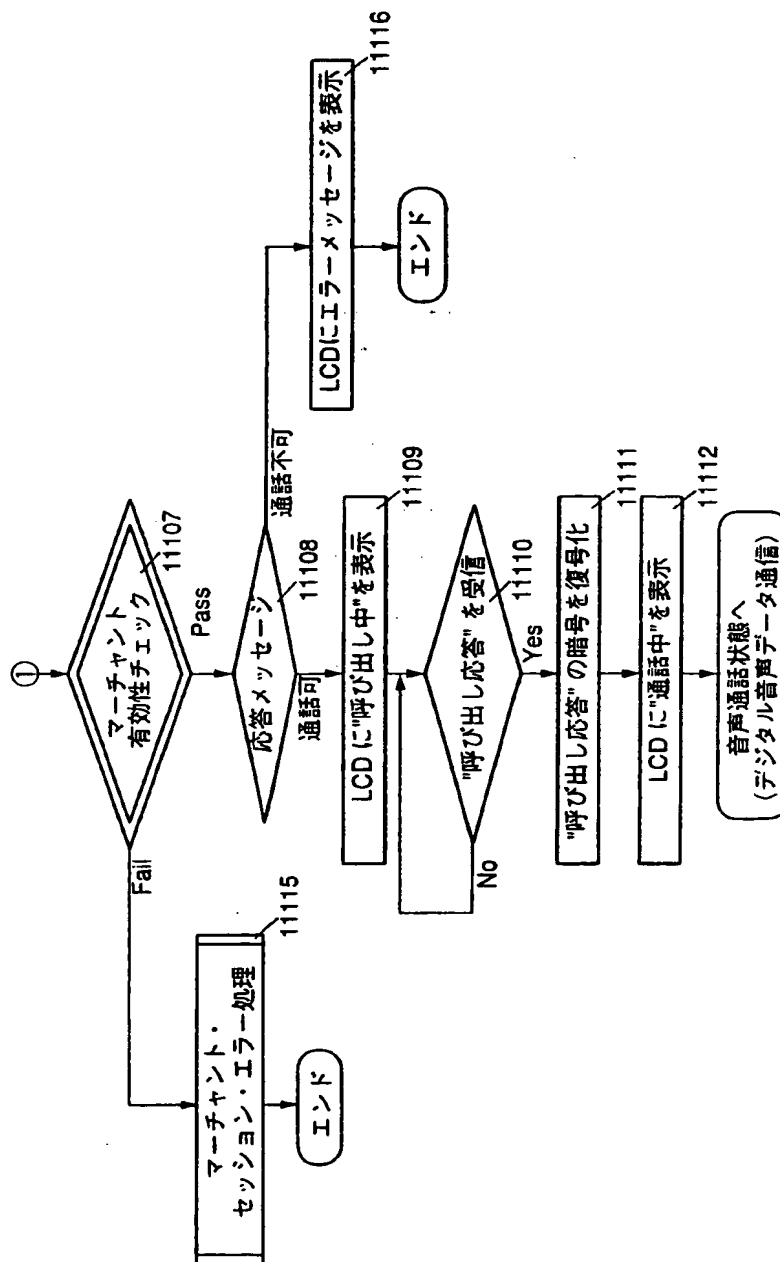 ①
マーチャント
有効性チェック
11107
Fail
Pass
マーチャント・
セッション・エラー処理
11115
エンド
応答メッセージ
11108
通話不可
通話可
LCDにエラーメッセージを表示
11116
エンド
LCDに"呼び出し中"を表示
11109
"呼び出し応答"を受信
11110
No
Yes
"呼び出し応答"の暗号を復号化
11111
LCDに"通話中"を表示
11112
音声通話状態へ
(デジタル音声データ通信)